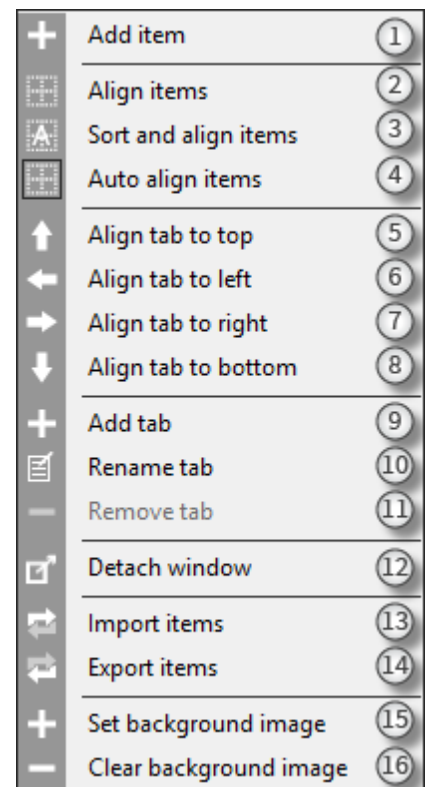 Add item 1
Align items 2
Sort and align items 3
Auto align items 4
Align tab to top 5
Align tab to left 6
Align tab to right 7
Align tab to bottom 8
Add tab 9
Rename tab 10
Remove tab 11
Detach window 12
Import items 13
Export items 14
Set background image 15
Clear background image 16